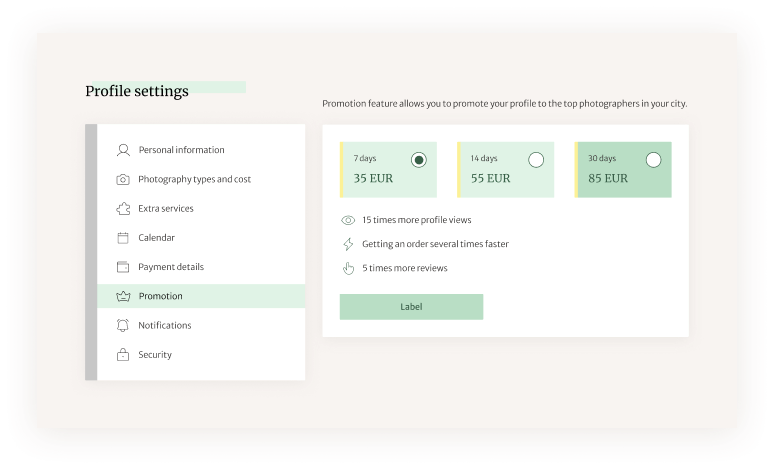 Profile settings
Promotion feature allows you to promote your profile to the top photographers in your city.
Personal information
Photography types and cost
Extra services
Calendar
Payment details
Promotion
Notifications
Security
7 days
35 EUR
14 days
55 EUR
30 days
85 EUR
15 times more profile views
Getting an order several times faster
5 times more reviews
Label